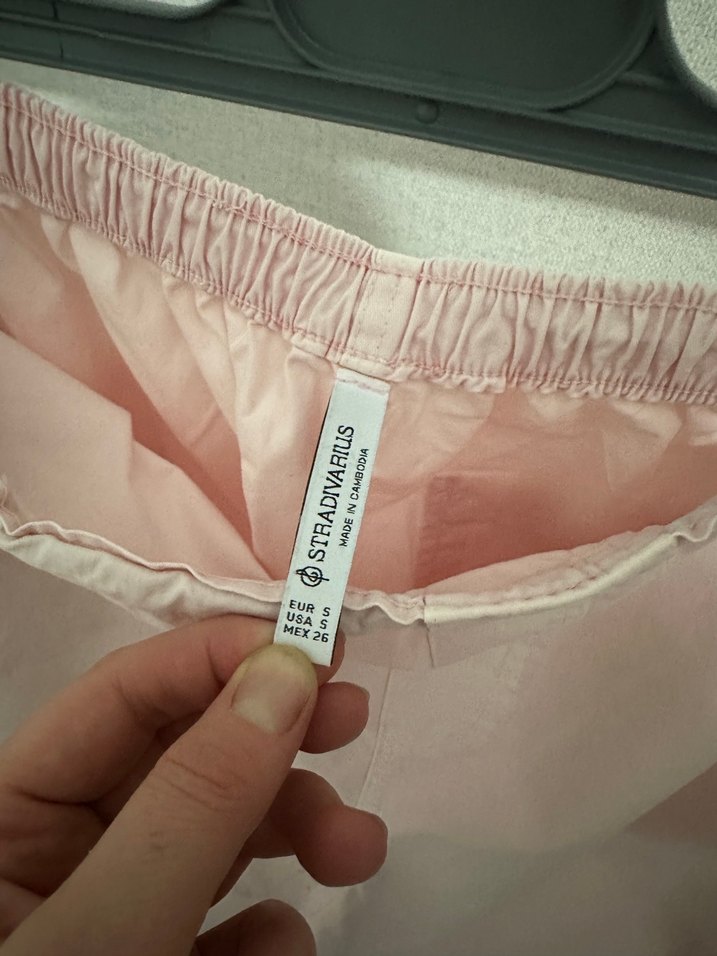 STRADIVARIUS
MADE IN CAMBODIA
EUR S
USA S
MEX 26